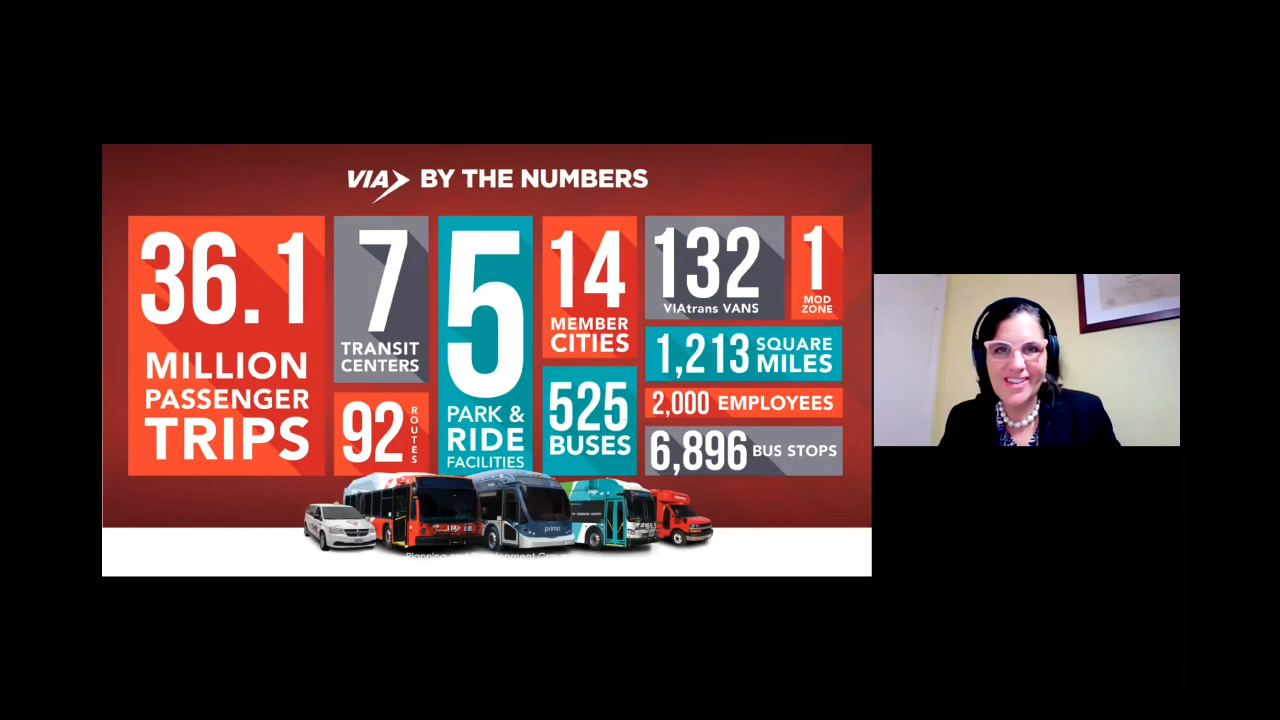 VIA BY THE NUMBERS
36.1
MILLION
PASSENGER
TRIPS
7
TRANSIT
CENTERS
92 ROUTES
5
PARK &
RIDE
FACILITIES
14
MEMBER
CITIES
525
BUSES
132
VIAtrans VANS
1
MOD
ZONE
1,213 SQUARE
MILES
2,000 EMPLOYEES
6,896 BUS STOPS
prima